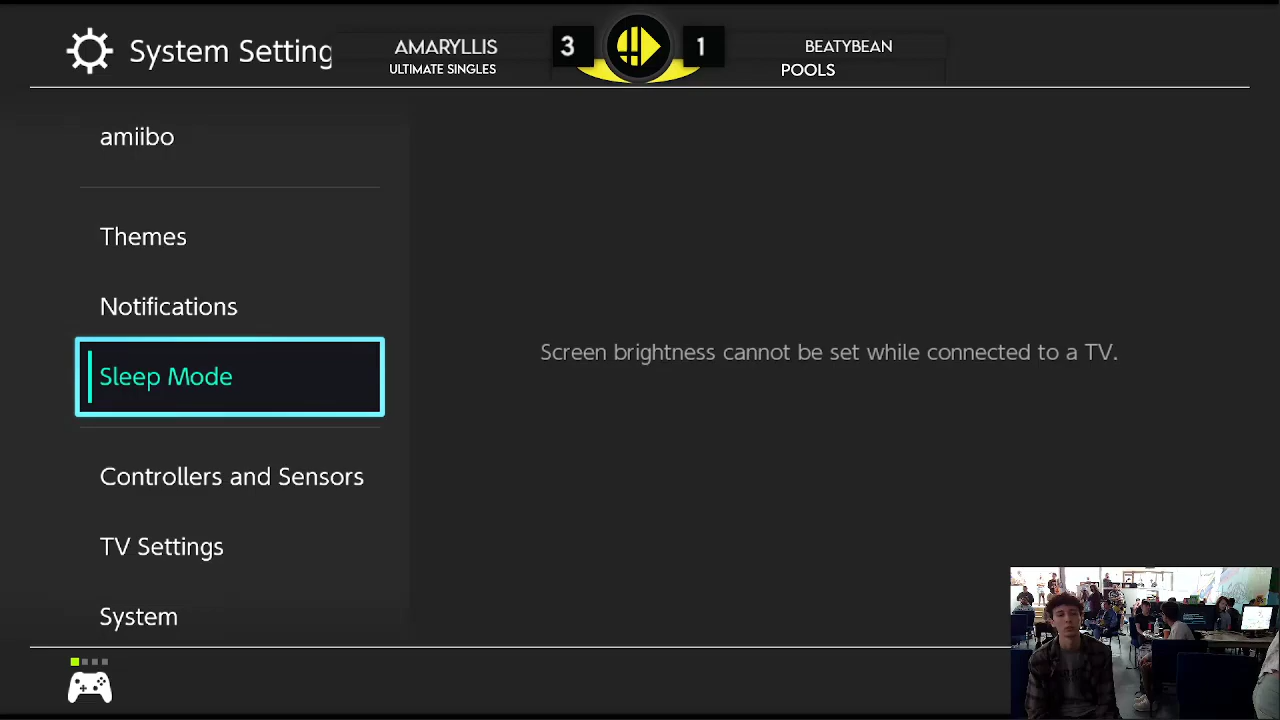 System Setting
AMARYLLIS
ULTIMATE SINGLES
3
1
BEATYBEAN
POOLS
amiibo
Themes
Notifications
Sleep Mode
Controllers and Sensors
TV Settings
System
Screen brightness cannot be set while connected to a TV.